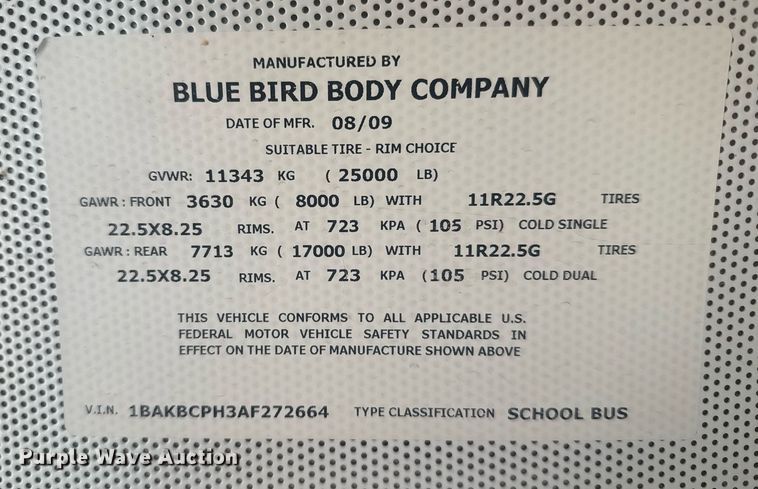 MANUFACTURED BY
BLUE BIRD BODY COMPANY
DATE OF MFR. 08/09
SUITABLE TIRE - RIM CHOICE
GVWR: 11343 KG ( 25000 LB)
GAWR : FRONT 3630 KG ( 8000 LB) WITH 11R22.5G TIRES
22.5X8.25 RIMS. AT 723 KPA ( 105 PSI) COLD SINGLE
GAWR : REAR 7713 KG ( 17000 LB) WITH 11R22.5G TIRES
22.5X8.25 RIMS. AT 723 KPA (105 PSI) COLD DUAL
THIS VEHICLE CONFORMS TO ALL APPLICABLE U.S.
FEDERAL MOTOR VEHICLE SAFETY STANDARDS IN
EFFECT ON THE DATE OF MANUFACTURE SHOWN ABOVE
V.I.N. 1BAKBCPH3AF272664 TYPE CLASSIFICATION SCHOOL BUS
Purple Wave Auction